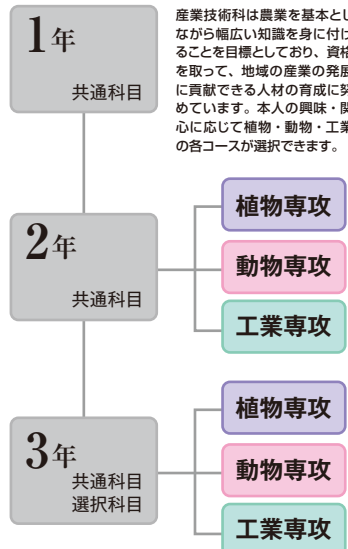 1年
共通科目
産業技術科は農業を基本とし
ながら幅広い知識を身に付け
ることを目標としており、資格
を取って、地域の産業の発展
に貢献できる人材の育成に努
めています。本人の興味・関
心に応じて植物・動物・工業
の各コースが選択できます。
2年
共通科目
植物専攻
動物専攻
工業専攻
3年
共通科目
選択科目
植物専攻
動物専攻
工業専攻